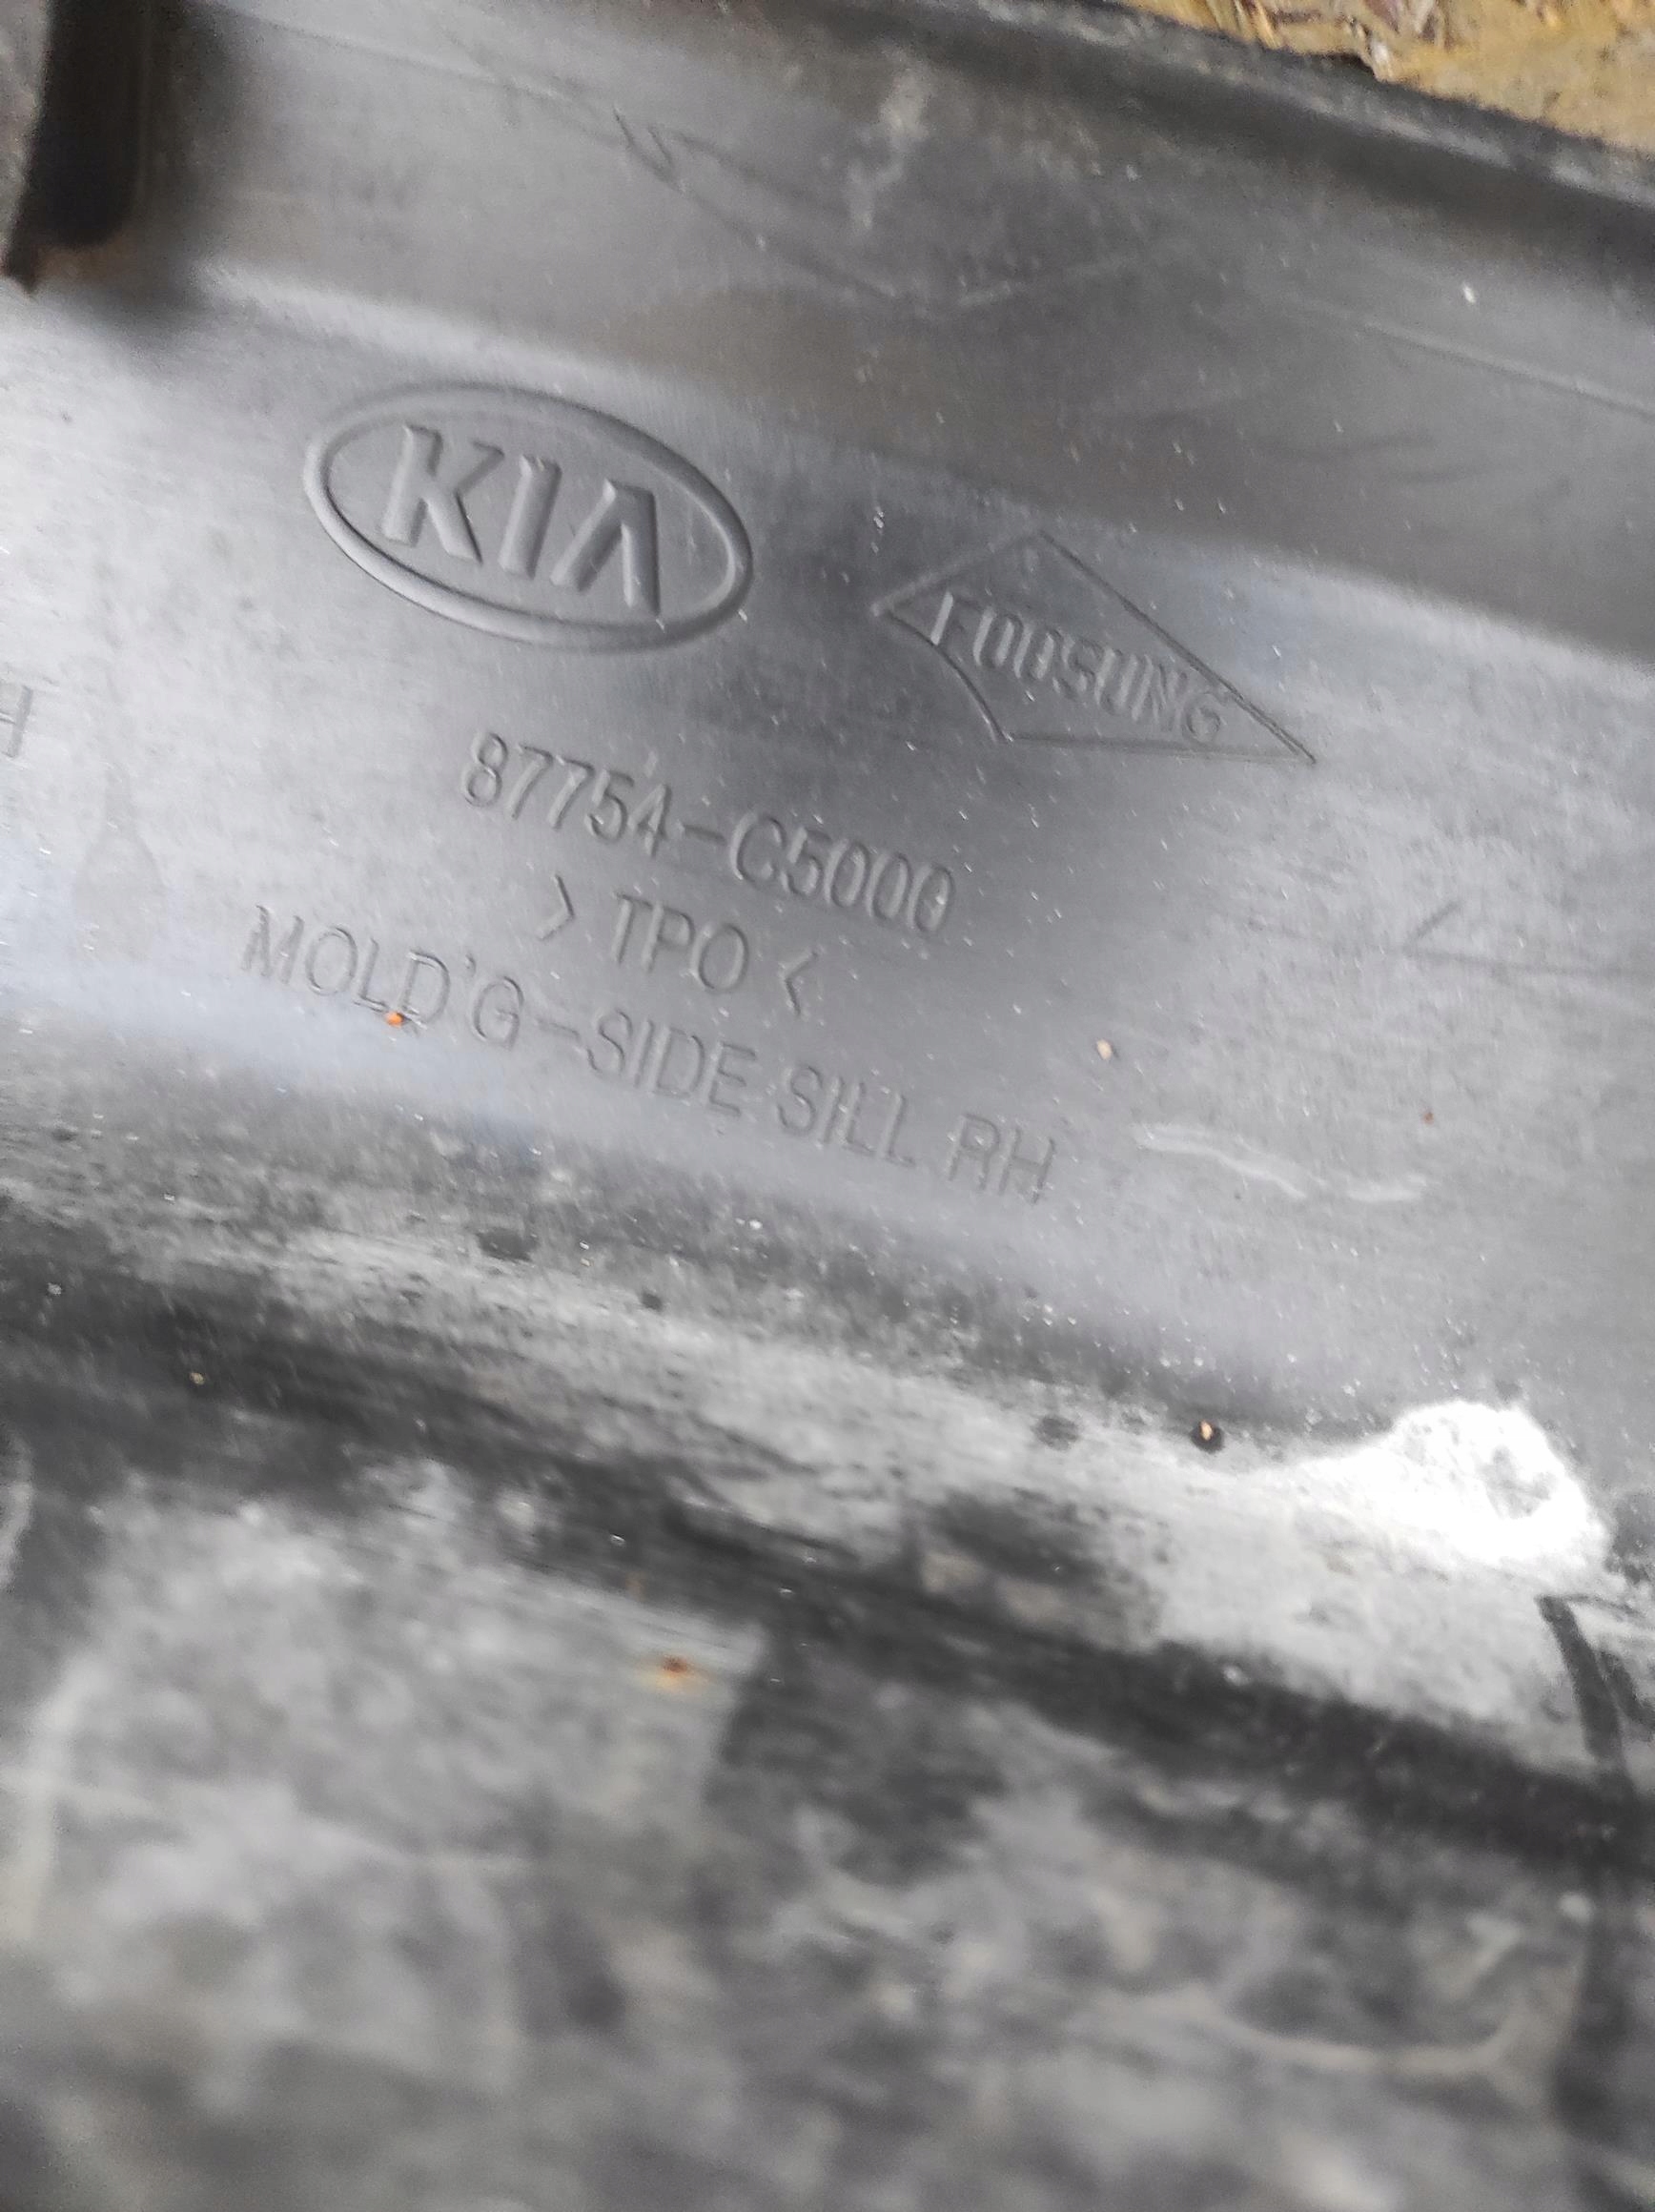 KIA
FOOSUNG
H
87754-C5000
> TPO <
MOLD'G-SIDE SILL RH